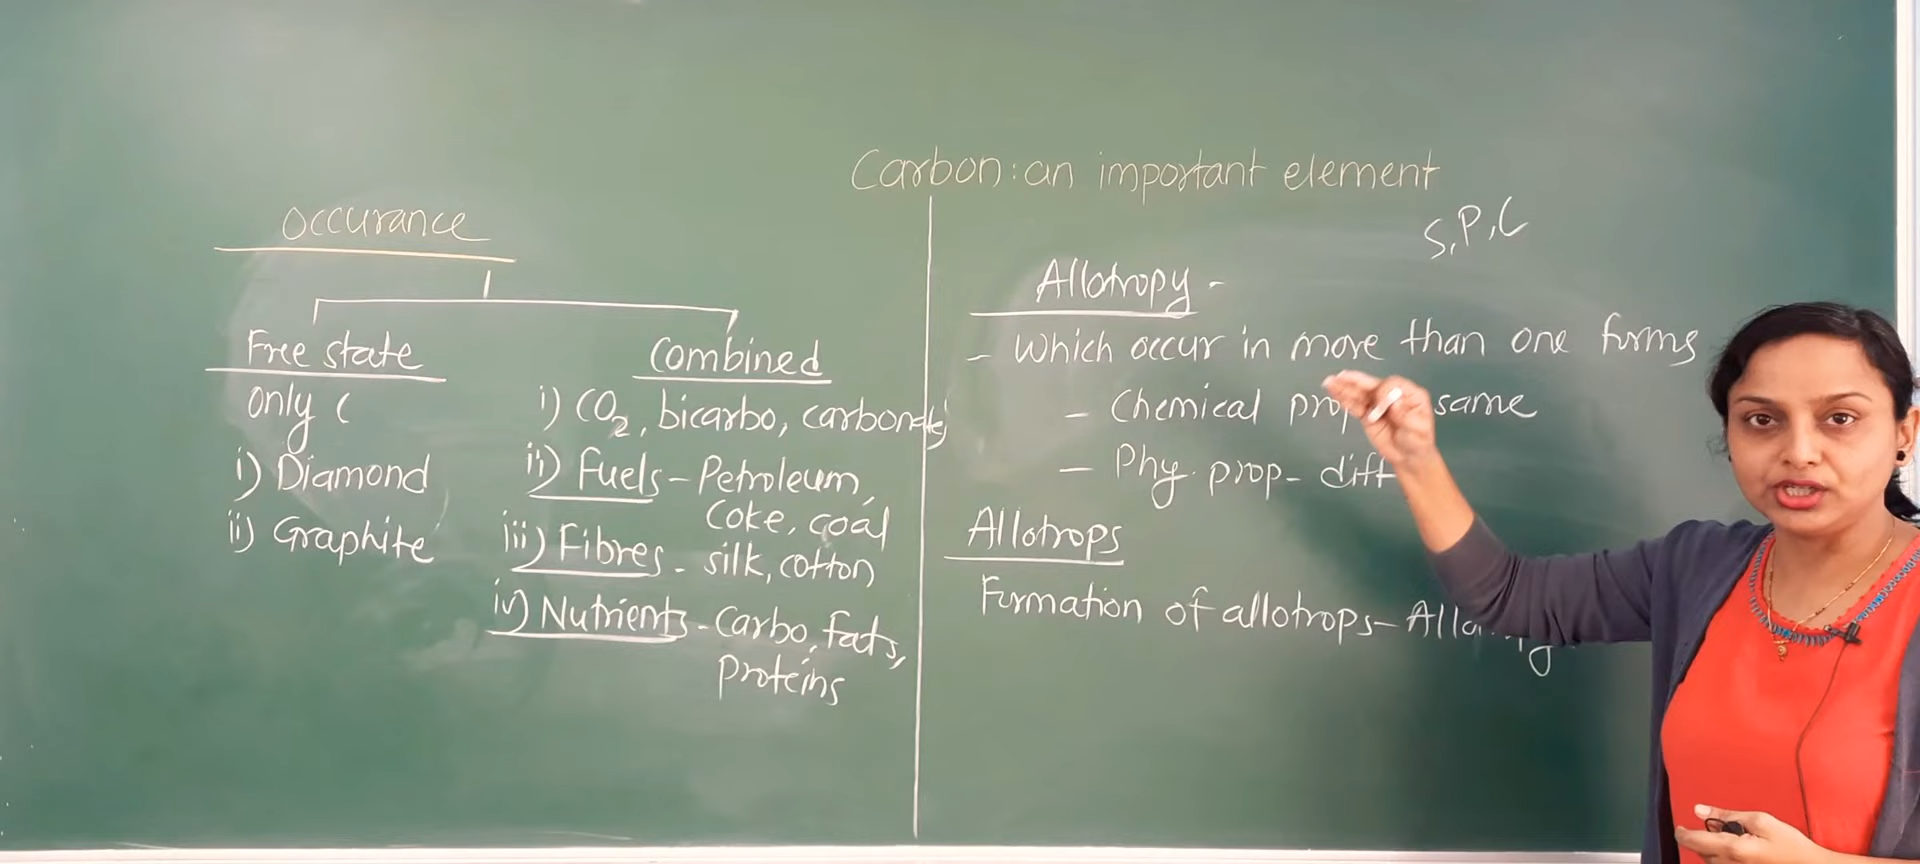 Carbon: an important element
Occurance
Free state
only C
i) Diamond
ii) Graphite
Combined
i) CO2, bicarbo, carbonate,
ii) Fuels - Petroleum,
Coke, coal
iii) Fibres - silk, cotton
iv) Nutrients - Carbo, fats,
proteins
S, P, C
Allotropy -
- Which occur in more than one forms
- Chemical prop same
- Phy. prop - diff
Allotrops
Formation of allotrops -